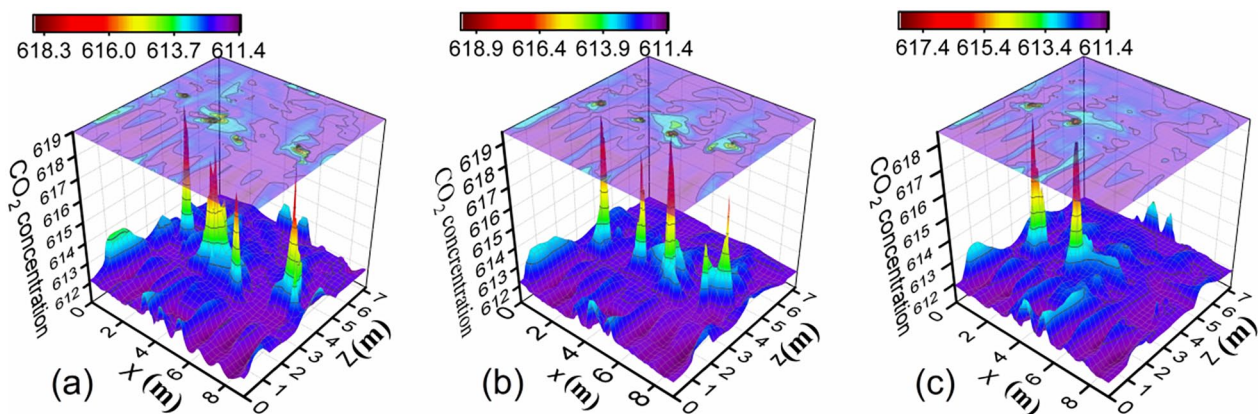 618.3 616.0 613.7 611.4
CO2 concentration
619
618
617
616
615
614
613
612
0 2 4 6 8
X (m)
0 1 2 3 4 5 6 7
Z(m)
(a)
618.9 616.4 613.9 611.4
CO2 concrentation
619
618
617
616
615
614
613
612
0 2 4 6 8
x (m)
0 1 2 3 4 5 6 7
z(m)
(b)
617.4 615.4 613.4 611.4
CO2 concentration
618
617
616
615
614
613
612
0 2 4 6 8
X (m)
0 1 2 3 4 5 6 7
Z(m)
(c)